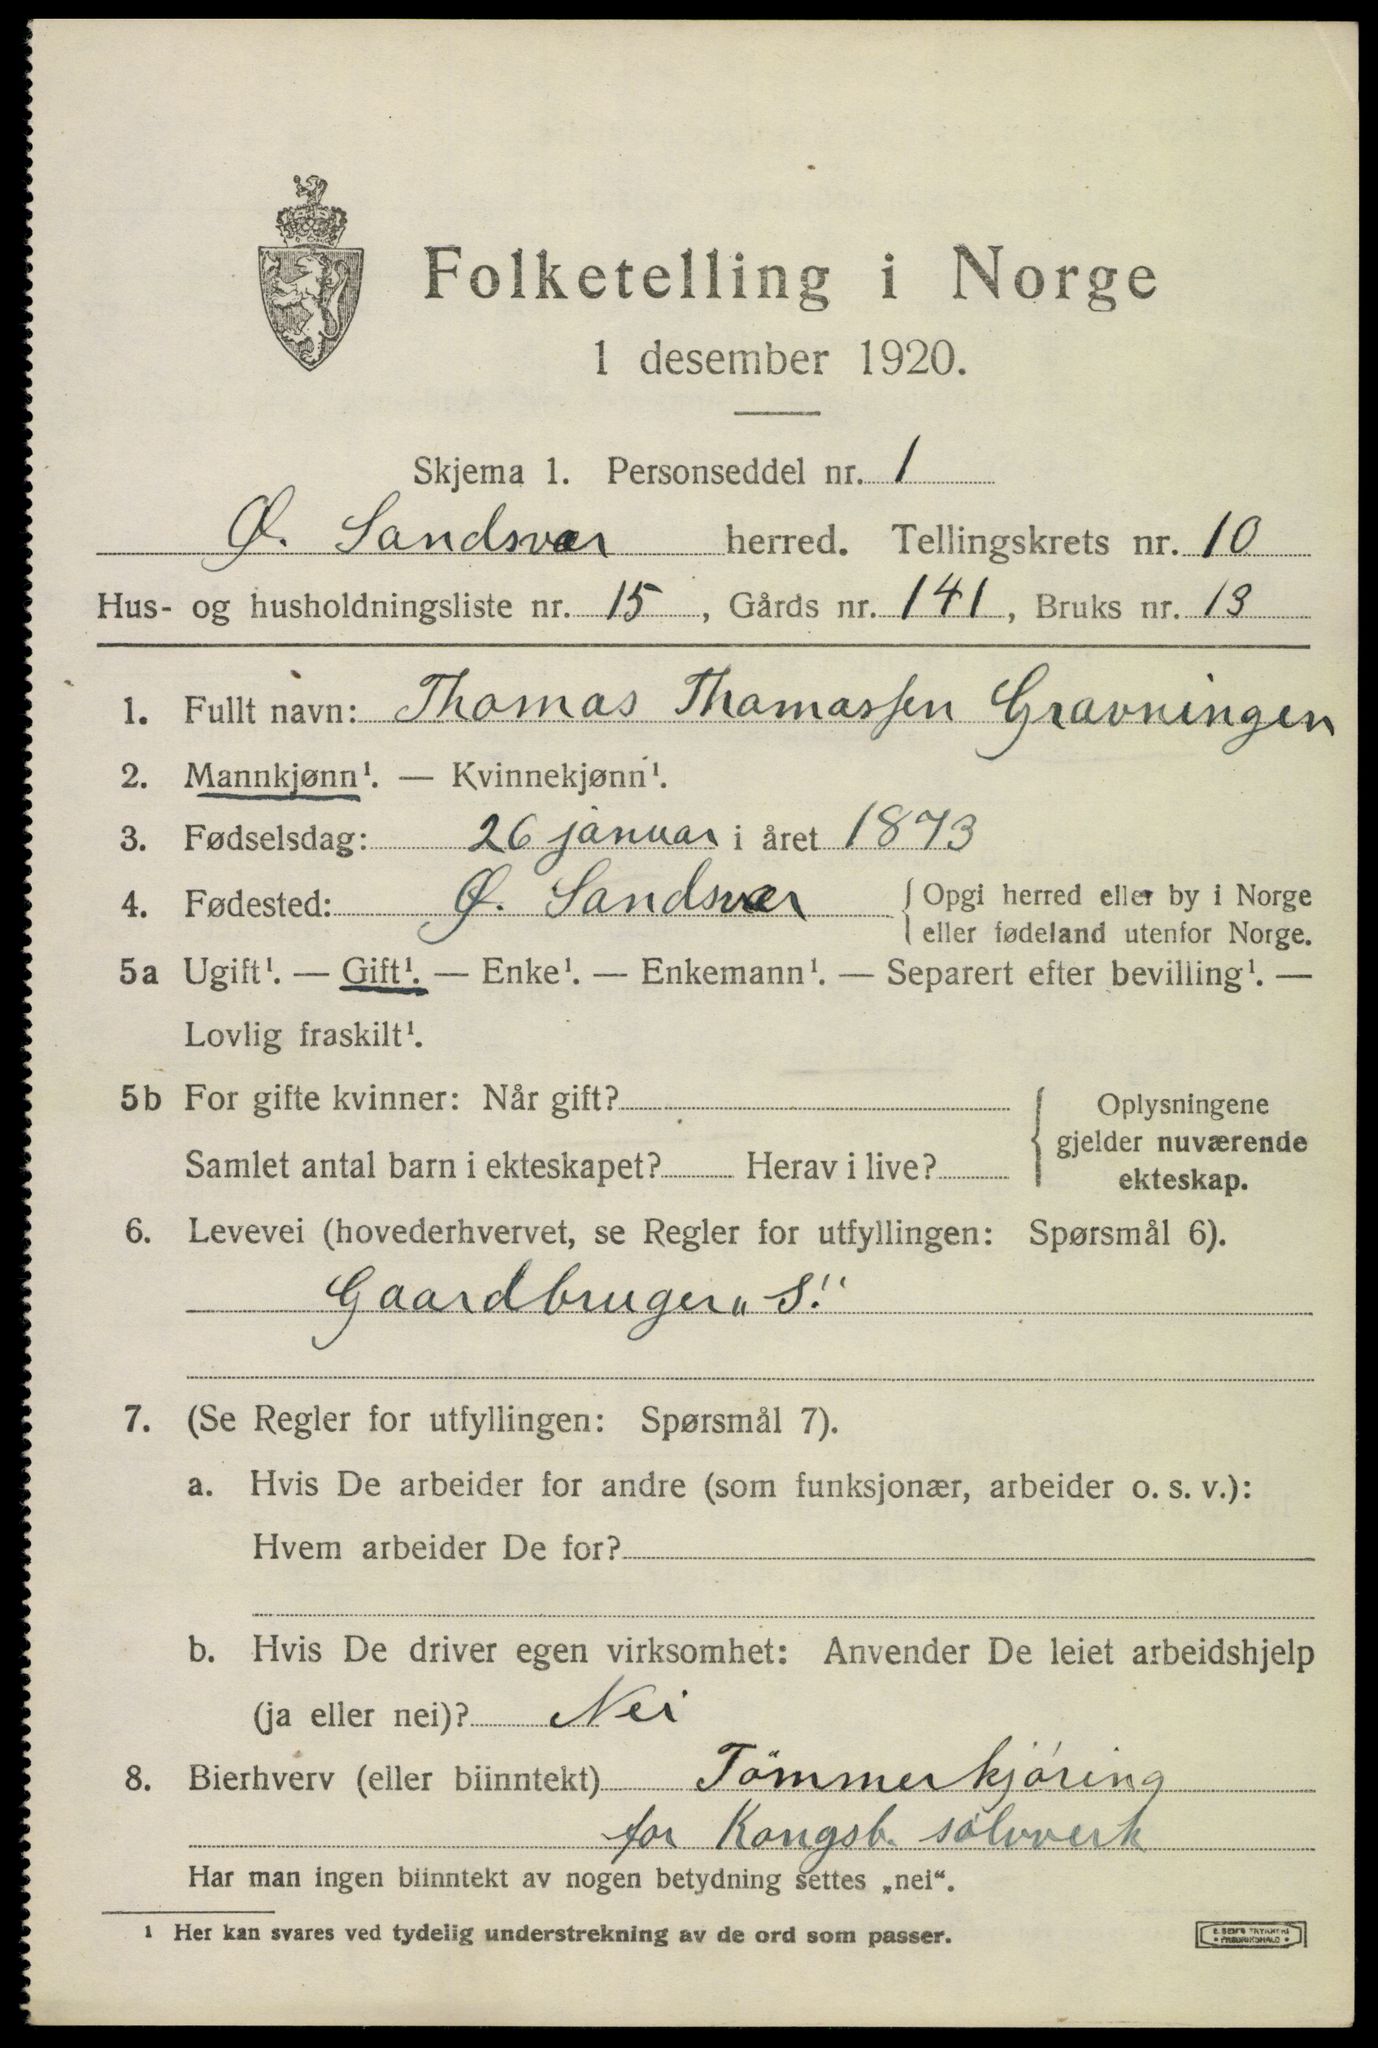 Folketelling i Norge
1 desember 1920.
Skjema 1. Personseddel nr. 1
Ø. Sandsvær herred. Tellingskrets nr. 10
Hus- og husholdningsliste nr. 15, Gårds nr. 141, Bruks nr. 13
1. Fullt navn: Thomas Thomassen Gravningen
2. Mannkjønn¹. — Kvinnekjønn¹.
3. Fødselsdag: 26 januar i året 1873
4. Fødested: Ø. Sandsvær { Opgi herred eller by i Norge
eller fødeland utenfor Norge.
5a Ugift¹. — Gift¹. — Enke¹. — Enkemann¹. — Separert efter bevilling¹. —
Lovlig fraskilt¹.
5b For gifte kvinner: Når gift?
Samlet antal barn i ekteskapet? Herav i live?
Oplysningene
gjelder nuværende
ekteskap.
6. Levevei (hovederhvervet, se Regler for utfyllingen: Spørsmål 6).
Gaardbruger „S."
7. (Se Regler for utfyllingen: Spørsmål 7).
a. Hvis De arbeider for andre (som funksjonær, arbeider o. s. v.):
Hvem arbeider De for?
b. Hvis De driver egen virksomhet: Anvender De leiet arbeidshjelp
(ja eller nei)? Nei
8. Bierhverv (eller biinntekt) Tömmerkjöring
for Kongsb. sölvverk
Har man ingen biinntekt av nogen betydning settes „nei“.
¹ Her kan svares ved tydelig understrekning av de ord som passer.